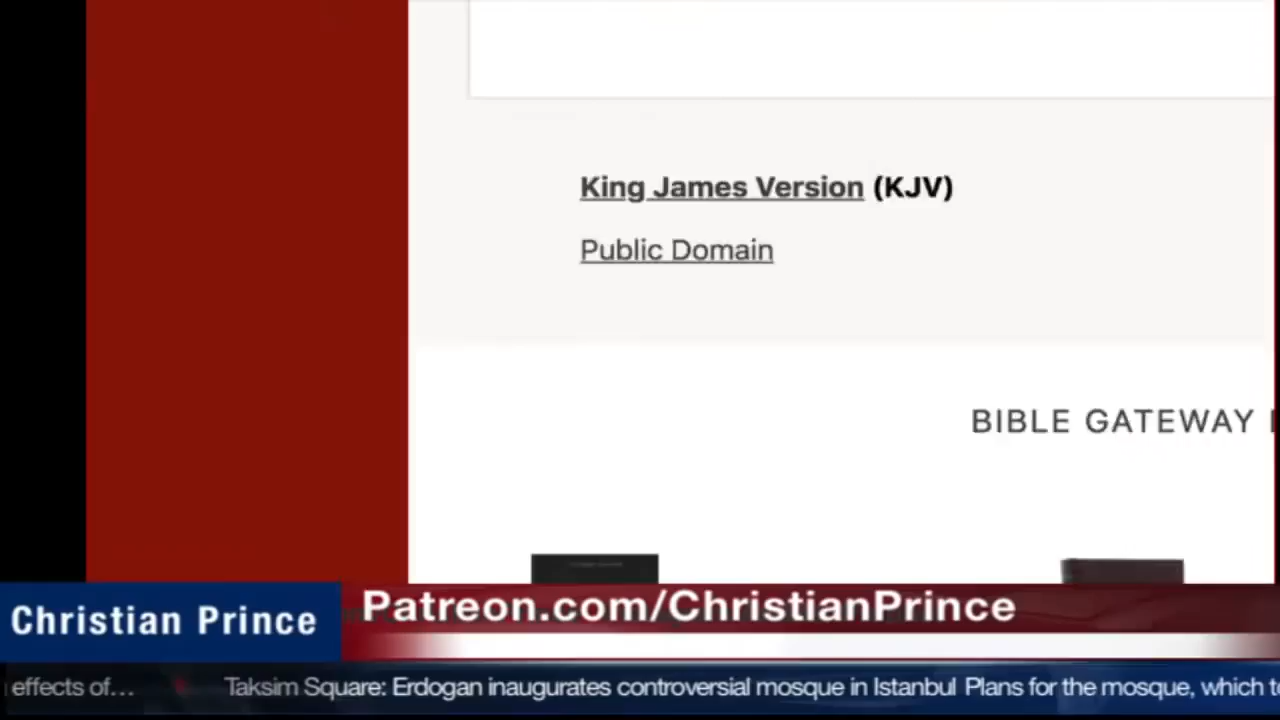 King James Version (KJV)
Public Domain
BIBLE GATEWAY
Christian Prince
Patreon.com/ChristianPrince
effects of... Taksim Square: Erdogan inaugurates controversial mosque in Istanbul Plans for the mosque, which